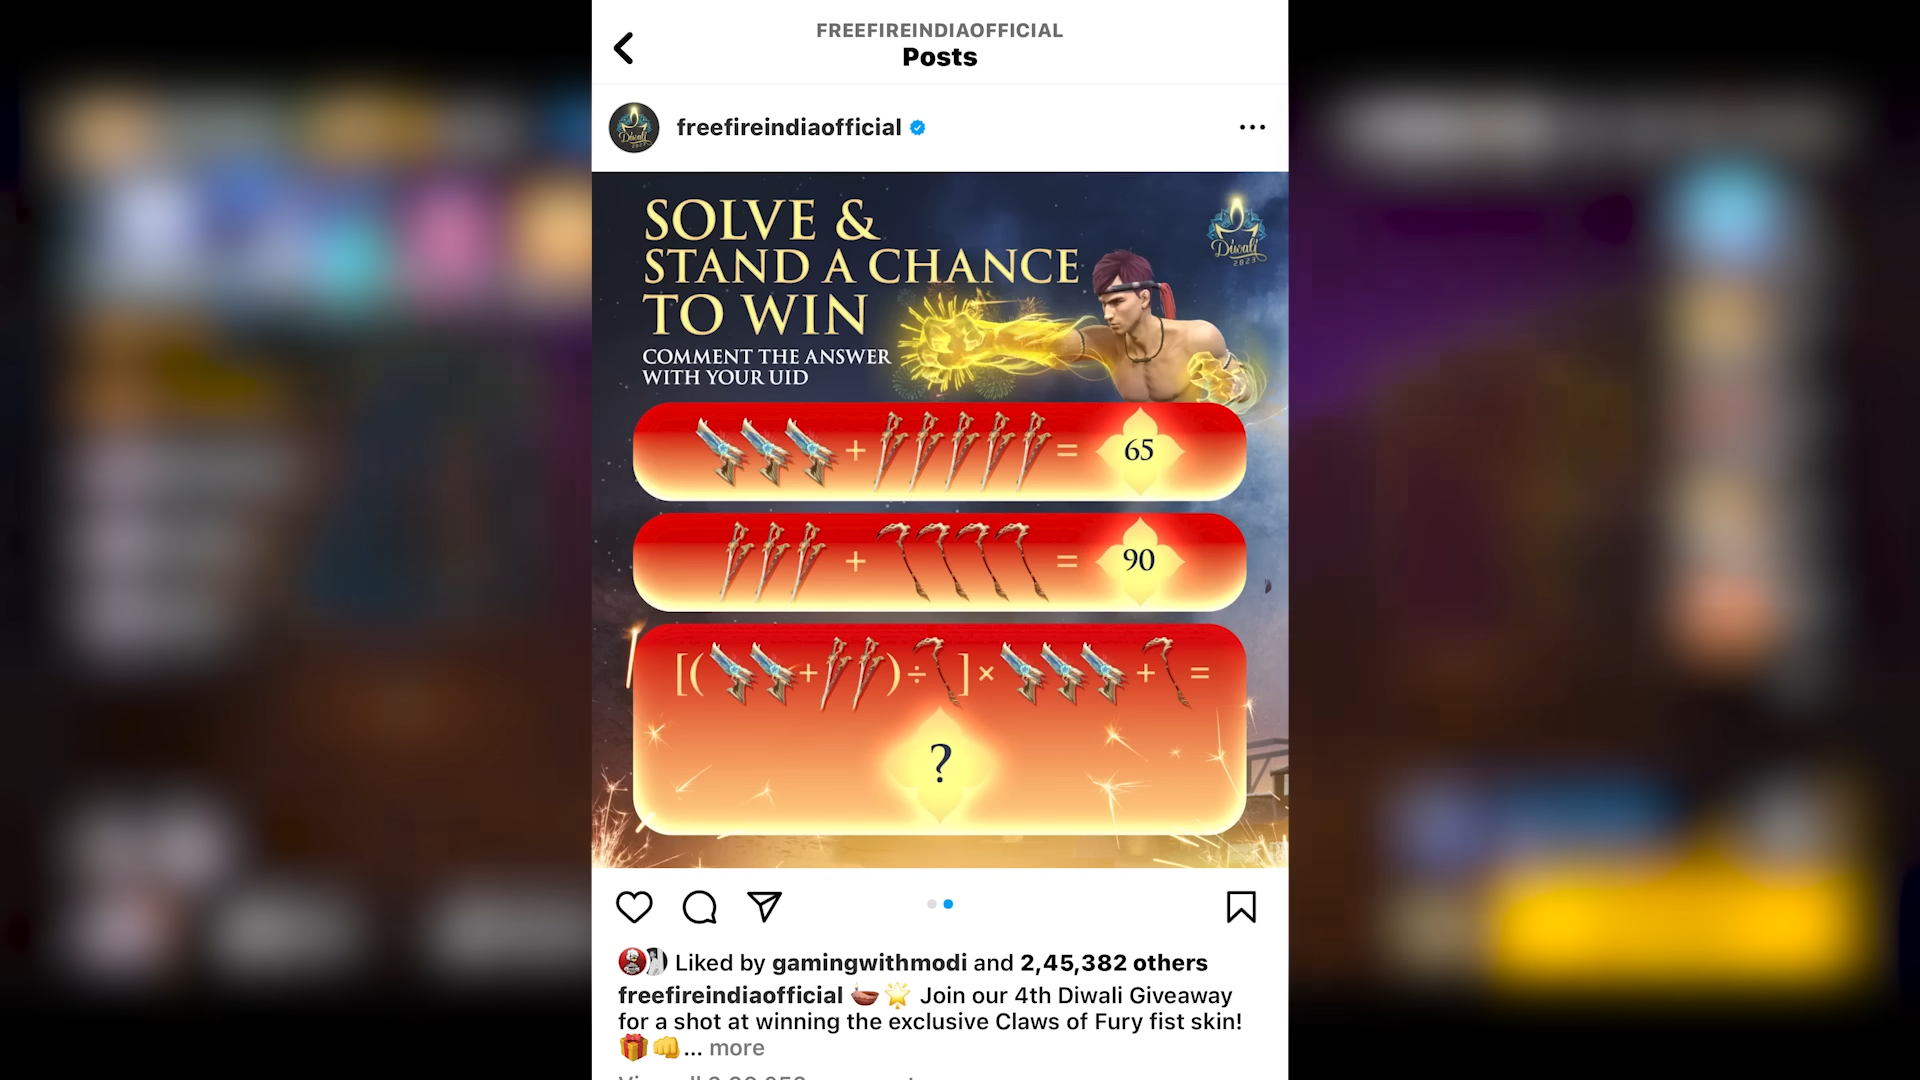 FREEFIREINDIAOFFICIAL
Posts
freefireindiaofficial
SOLVE &
STAND A CHANCE
TO WIN
COMMENT THE ANSWER
WITH YOUR UID
Diwali
2023
+ = 65
+ = 90
[( + ) ÷ ] × + =
?
Liked by gamingwithmodi and 2,45,382 others
freefireindiaofficial 🪔🌟 Join our 4th Diwali Giveaway
for a shot at winning the exclusive Claws of Fury fist skin!
🎁👊... more